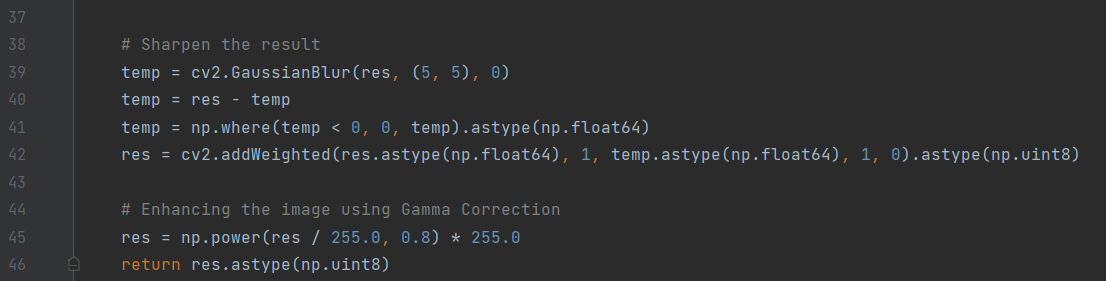 37
38     # Sharpen the result
39     temp = cv2.GaussianBlur(res, (5, 5), 0)
40     temp = res - temp
41     temp = np.where(temp < 0, 0, temp).astype(np.float64)
42     res = cv2.addWeighted(res.astype(np.float64), 1, temp.astype(np.float64), 1, 0).astype(np.uint8)
43
44     # Enhancing the image using Gamma Correction
45     res = np.power(res / 255.0, 0.8) * 255.0
46     return res.astype(np.uint8)